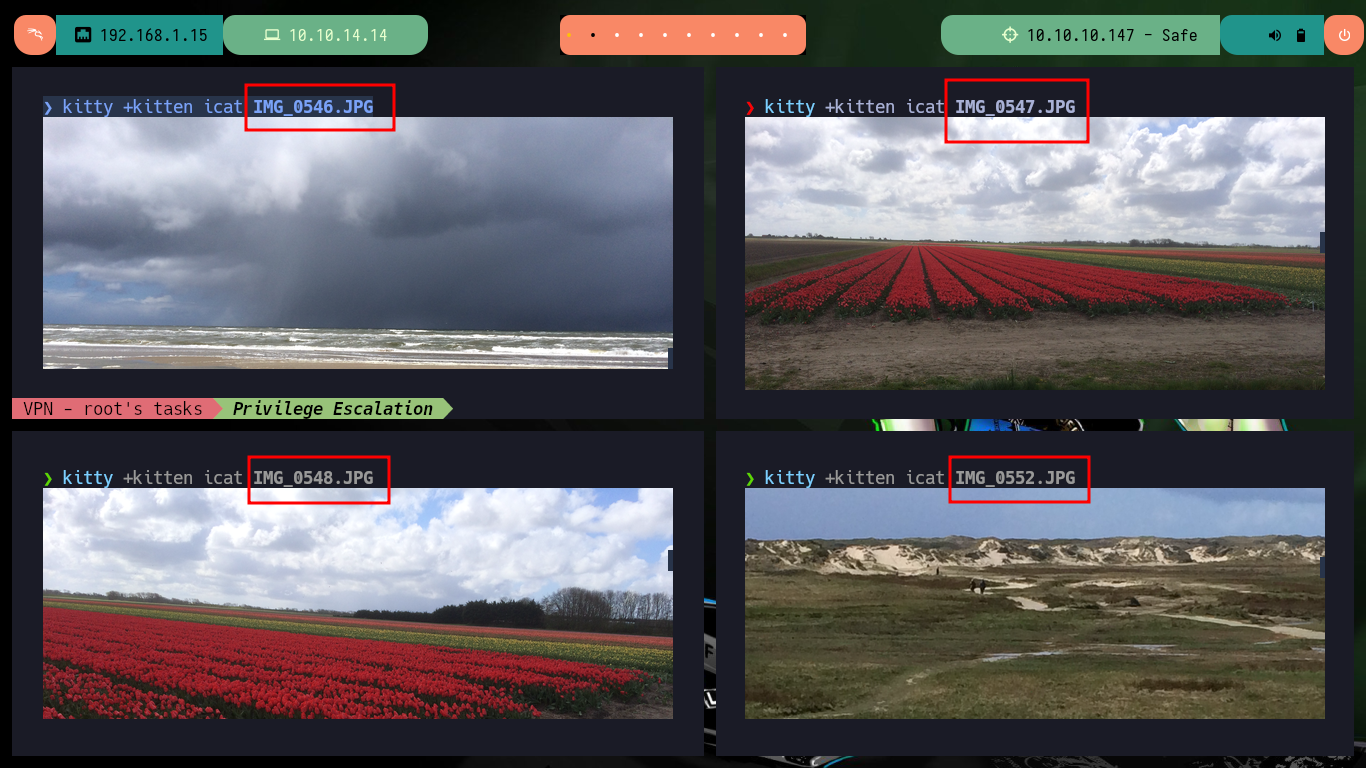 192.168.1.15
10.10.14.14
10.10.10.147 - Safe
❯ kitty +kitten icat IMG_0546.JPG
❯ kitty +kitten icat IMG_0547.JPG
VPN - root's tasks
Privilege Escalation
❯ kitty +kitten icat IMG_0548.JPG
❯ kitty +kitten icat IMG_0552.JPG